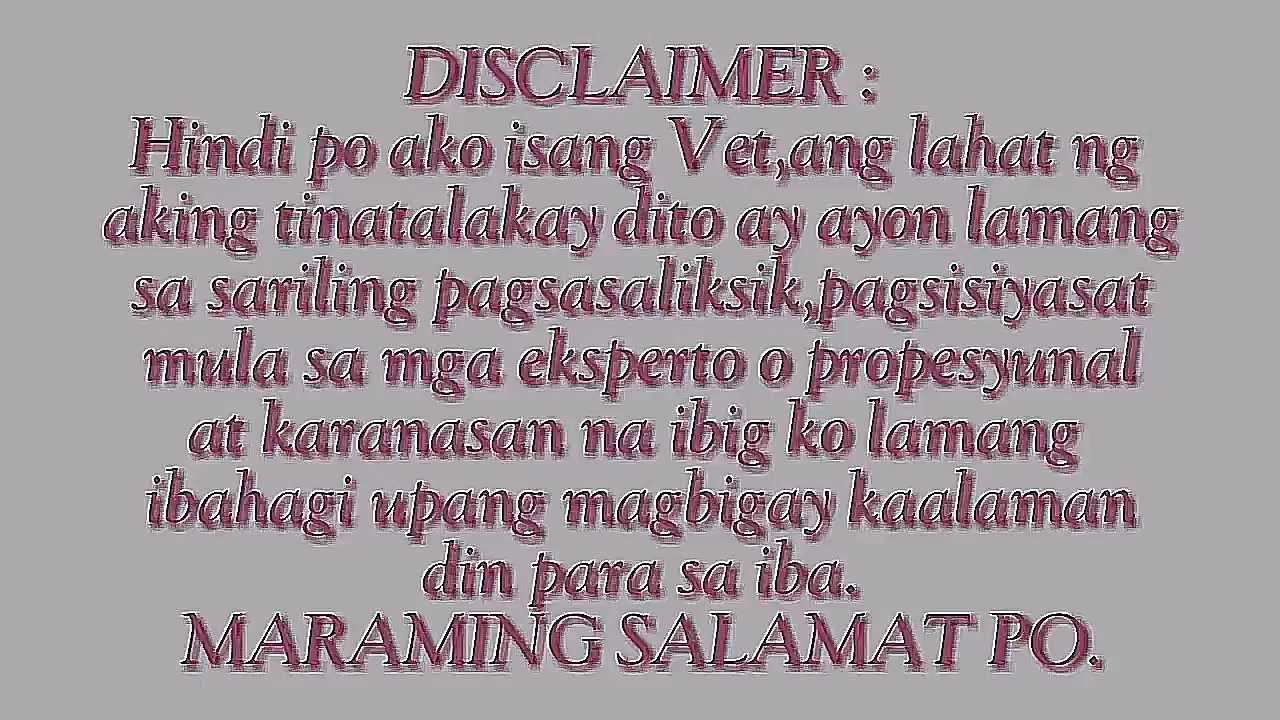 DISCLAIMER :
Hindi po ako isang Vet,ang lahat ng
aking tinatalakay dito ay ayon lamang
sa sariling pagsasaliksik,pagsisiyasat
mula sa mga eksperto o propesyunal
at karanasan na ibig ko lamang
ibahagi upang magbigay kaalaman
din para sa iba.
MARAMING SALAMAT PO.